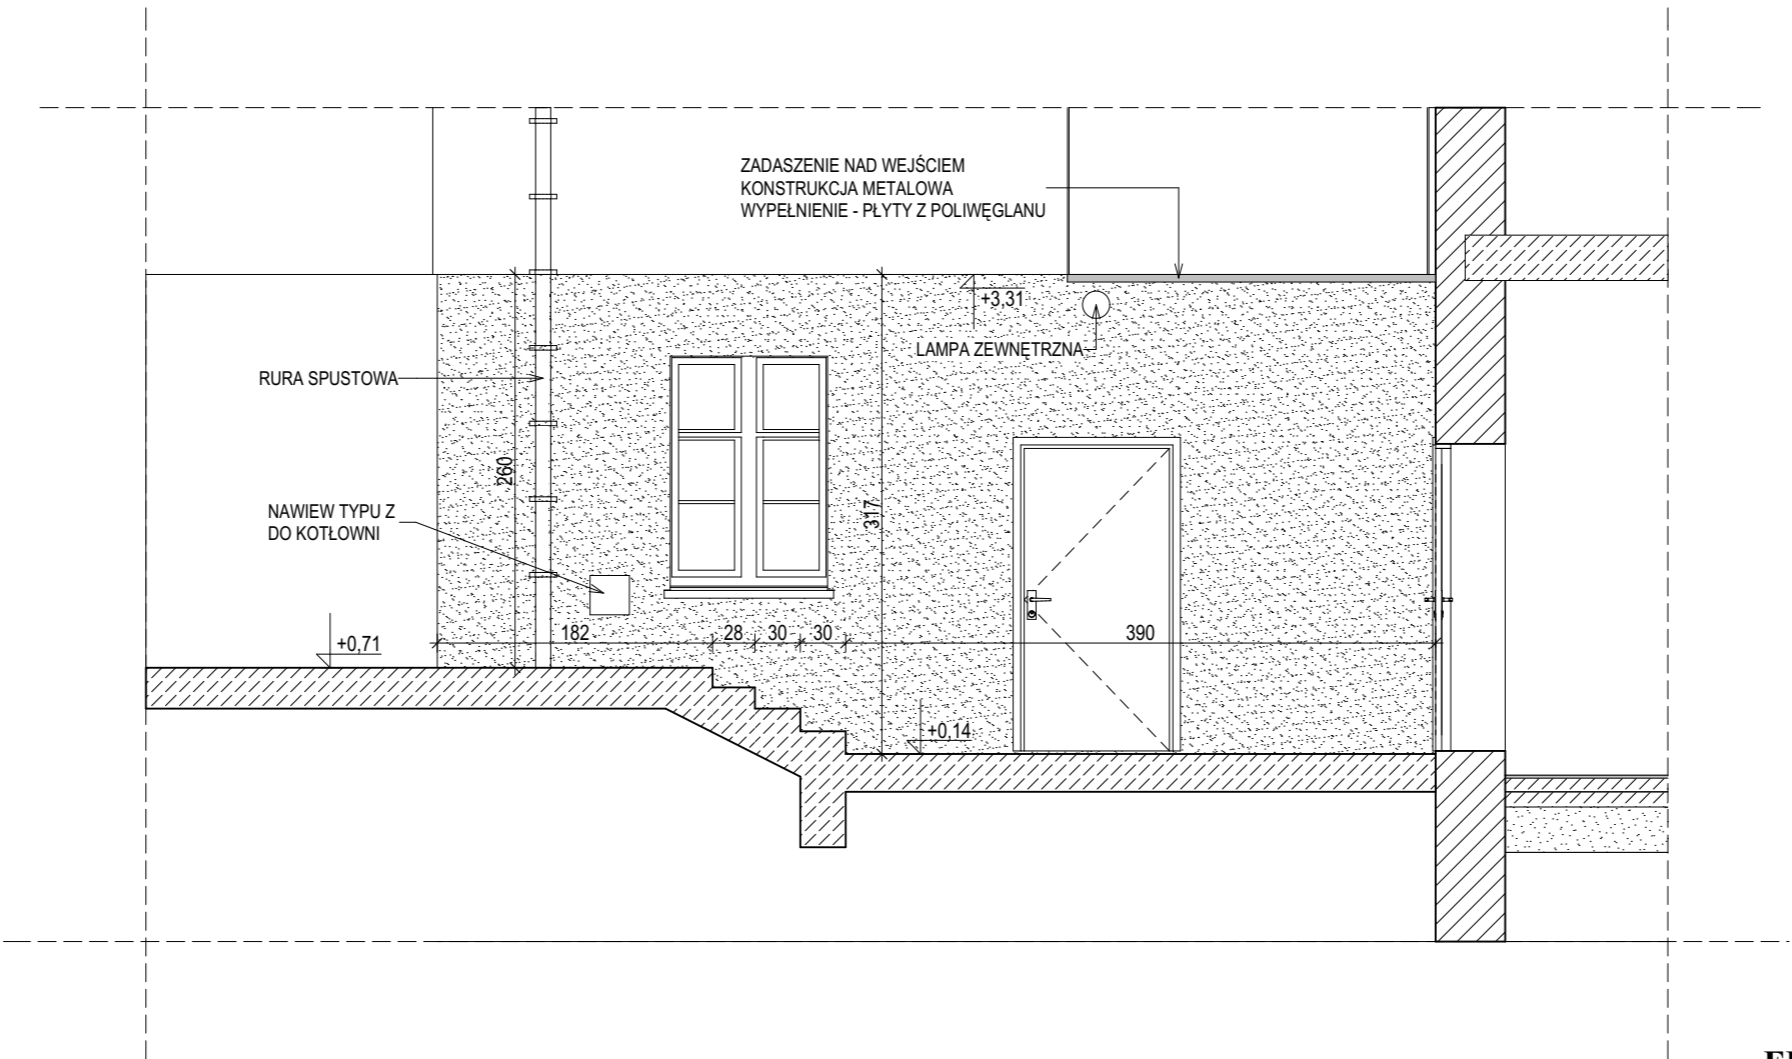 ZADASZENIE NAD WEJŚCIEM
KONSTRUKCJA METALOWA
WYPEŁNIENIE - PŁYTY Z POLIWĘGLANU
+3,31
LAMPA ZEWNĘTRZNA
RURA SPUSTOWA
260
317
NAWIEW TYPU Z
DO KOTŁOWNI
182 28 30 30 390
+0,71
+0,14